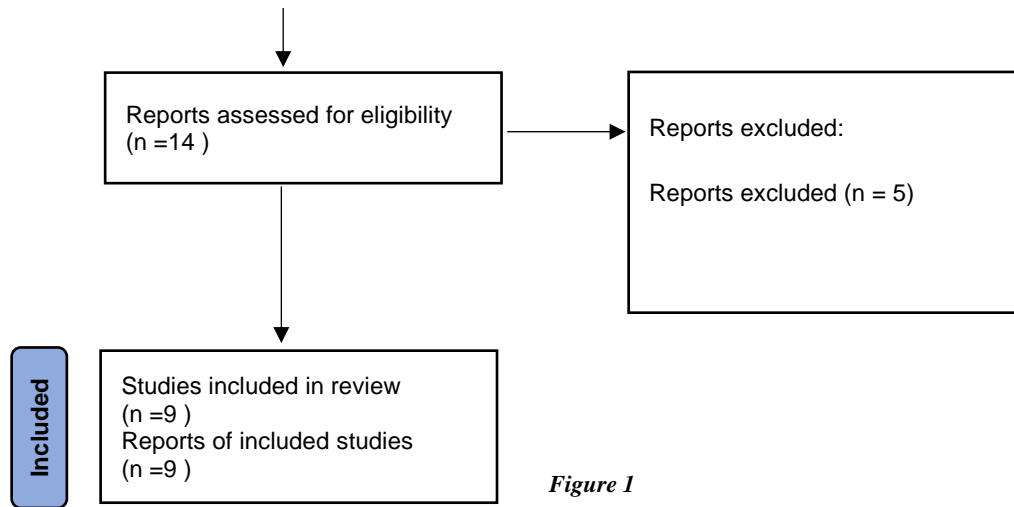 Reports assessed for eligibility
(n =14 )
Reports excluded:
Reports excluded (n = 5)
Included
Studies included in review
(n =9 )
Reports of included studies
(n =9 )
Figure 1